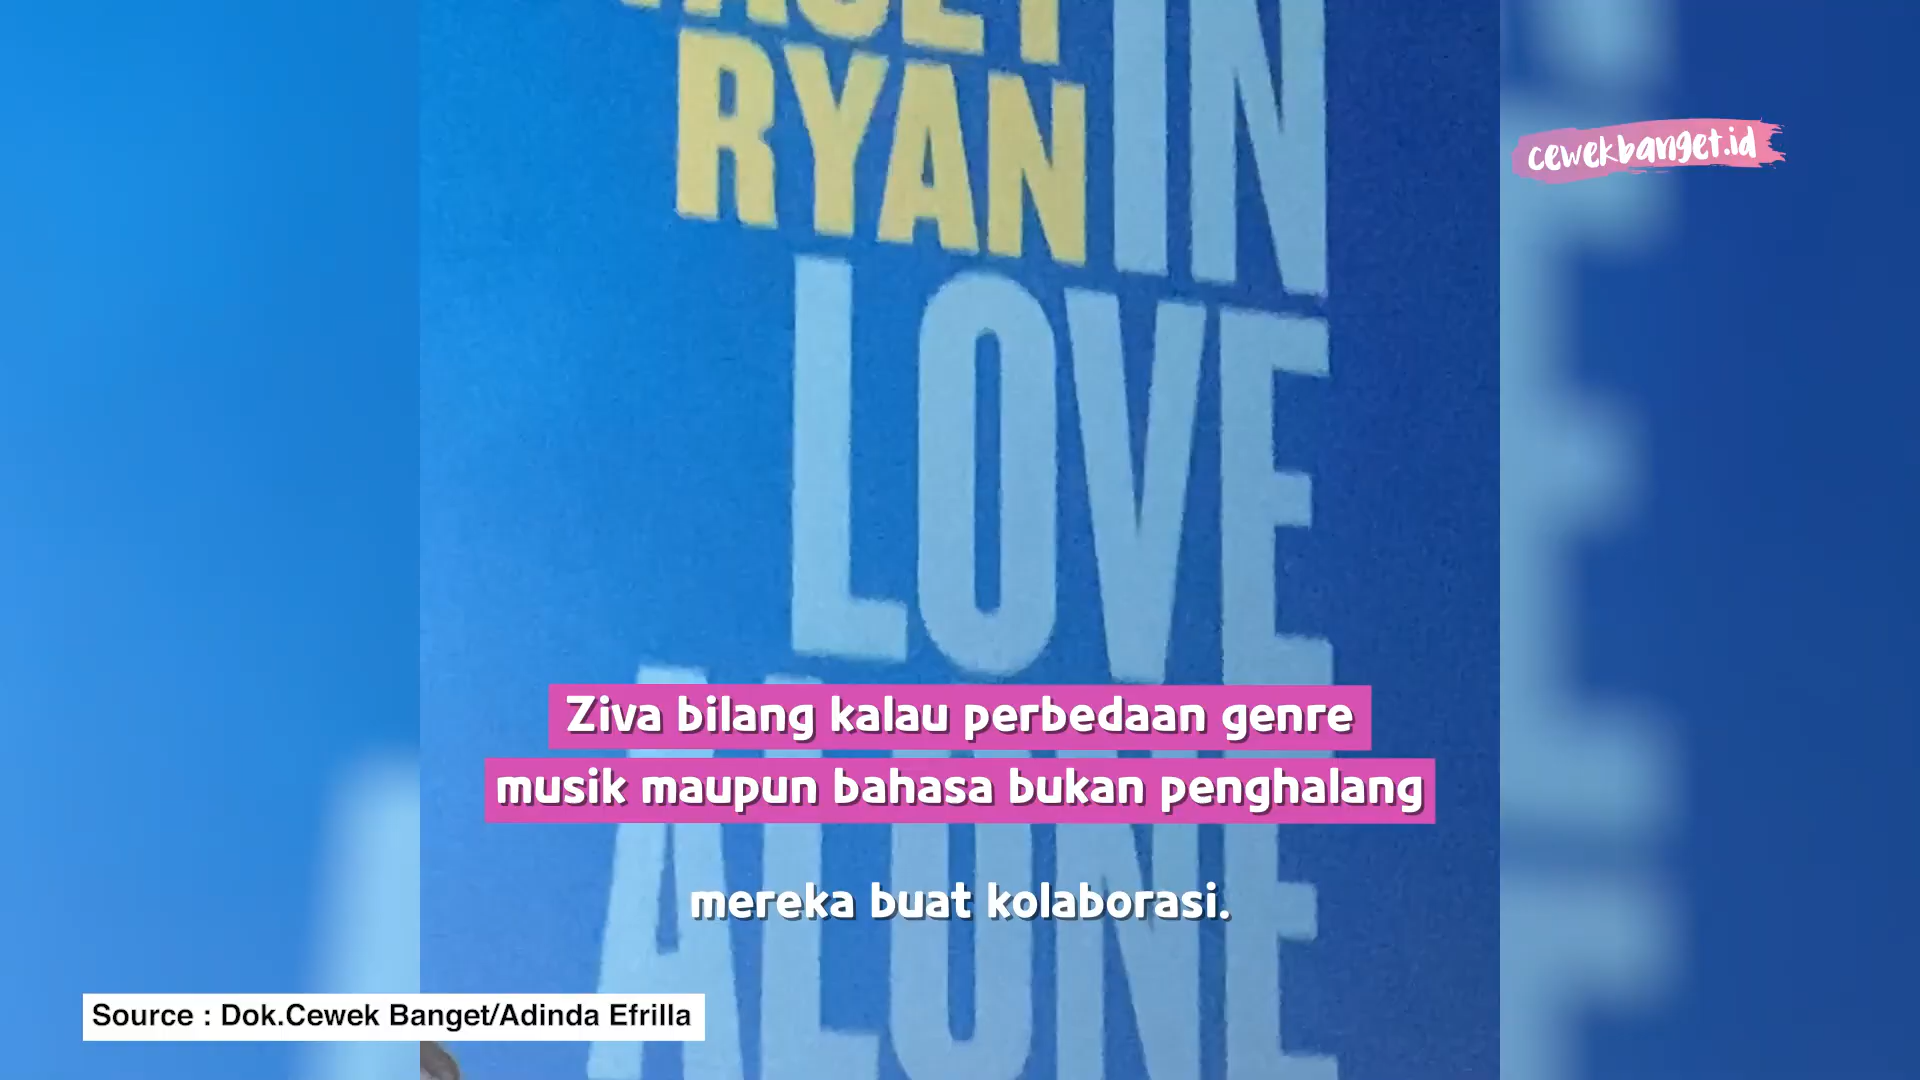 RYAN
IN
LOVE
ALONE
cewekbanget.id
Ziva bilang kalau perbedaan genre
musik maupun bahasa bukan penghalang
mereka buat kolaborasi.
Source : Dok.Cewek Banget/Adinda Efrilla